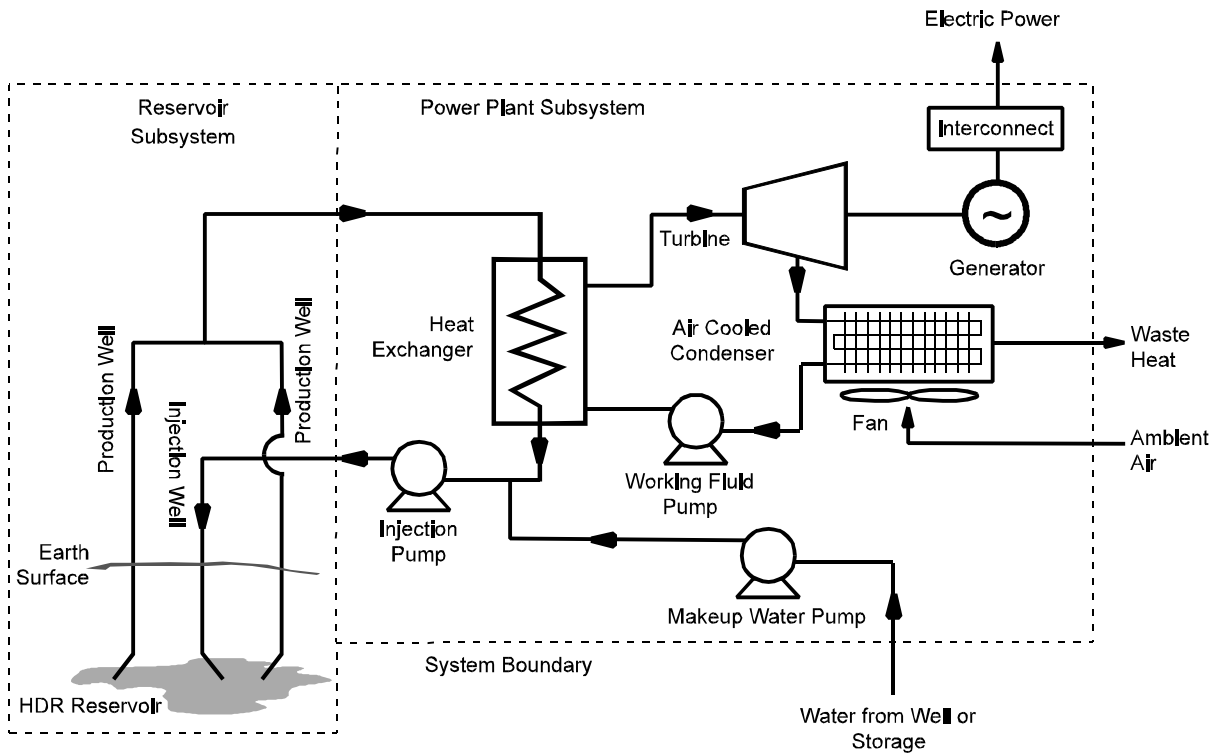 Electric Power
Reservoir
Subsystem
Power Plant Subsystem
Interconnect
~
Turbine
Generator
Production Well
Injection Well
Production Well
Heat
Exchanger
Air Cooled
Condenser
Waste
Heat
Fan
Ambient
Air
Working Fluid
Pump
Injection
Pump
Earth
Surface
Makeup Water Pump
System Boundary
HDR Reservoir
Water from Well or
Storage